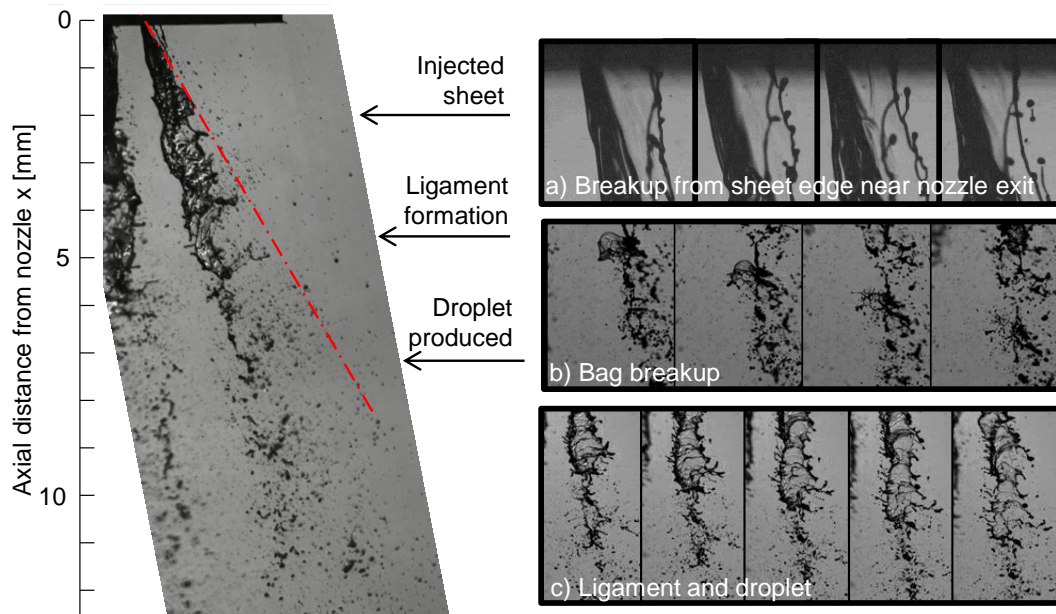 Axial distance from nozzle x [mm]
0
5
10
Injected
sheet
Ligament
formation
Droplet
produced
a) Breakup from sheet edge near nozzle exit
b) Bag breakup
c) Ligament and droplet